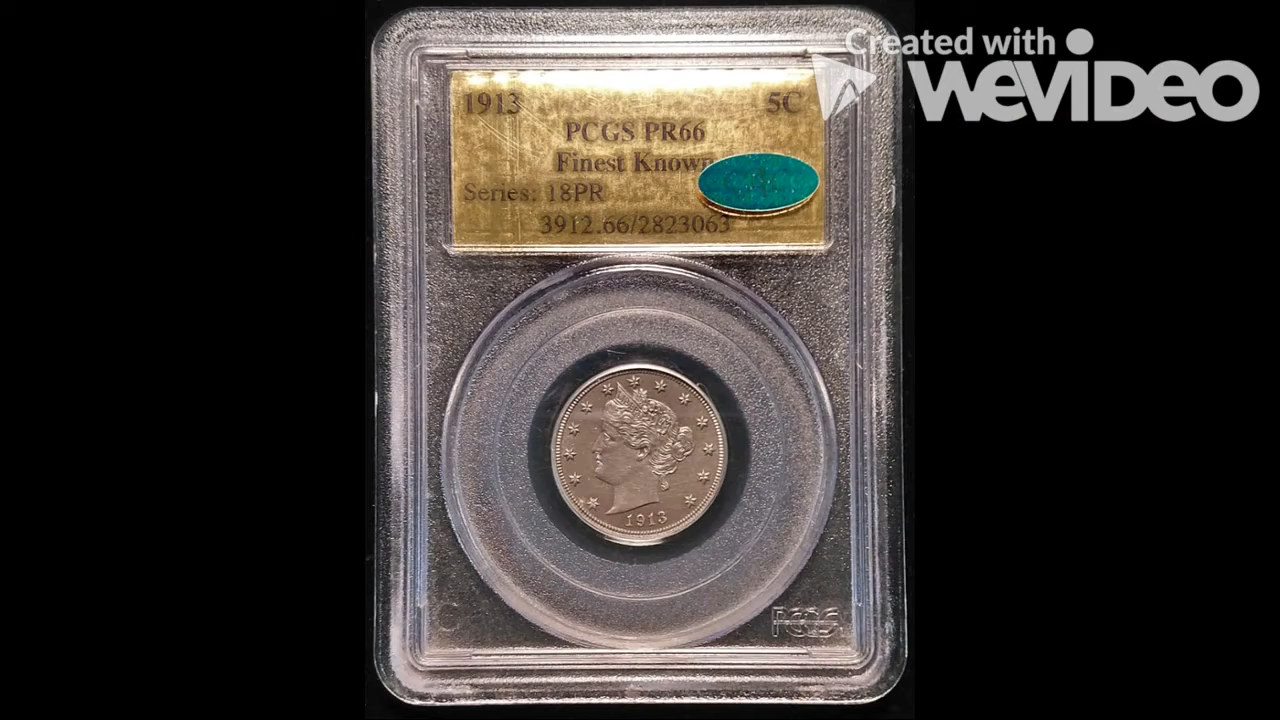 Created with
WEVIDEO
1913 5C
PCGS PR66
Finest Known
Series: 18PR
3912.66/2823063
1913
PCGS